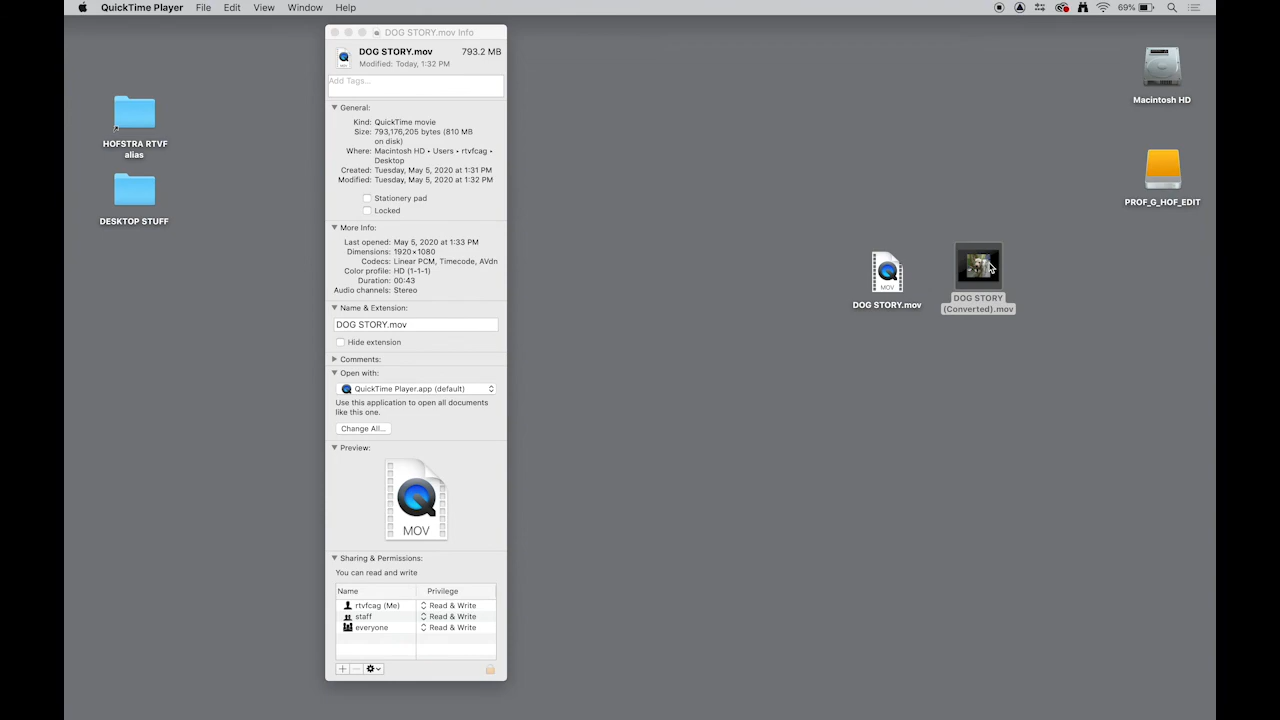 QuickTime Player File Edit View Window Help 69%
DOG STORY.mov Info
DOG STORY.mov 793.2 MB
Modified: Today, 1:32 PM
Add Tags...
General:
Kind: QuickTime movie
Size: 793,176,205 bytes (810 MB
on disk)
Where: Macintosh HD • Users • rtvfcag •
Desktop
Created: Tuesday, May 5, 2020 at 1:31 PM
Modified: Tuesday, May 5, 2020 at 1:32 PM
Stationery pad
Locked
More Info:
Last opened: May 5, 2020 at 1:33 PM
Dimensions: 1920×1080
Codecs: Linear PCM, Timecode, AVdn
Color profile: HD (1-1-1)
Duration: 00:43
Audio channels: Stereo
Name & Extension:
DOG STORY.mov
Hide extension
Comments:
Open with:
QuickTime Player.app (default)
Use this application to open all documents
like this one.
Change All...
Preview:
MOV
Sharing & Permissions:
You can read and write
Name Privilege
rtvfcag (Me) Read & Write
staff Read & Write
everyone Read & Write
HOFSTRA RTVF
alias
DESKTOP STUFF
MOV
DOG STORY.mov
DOG STORY
(Converted).mov
Macintosh HD
PROF_G_HOF_EDIT